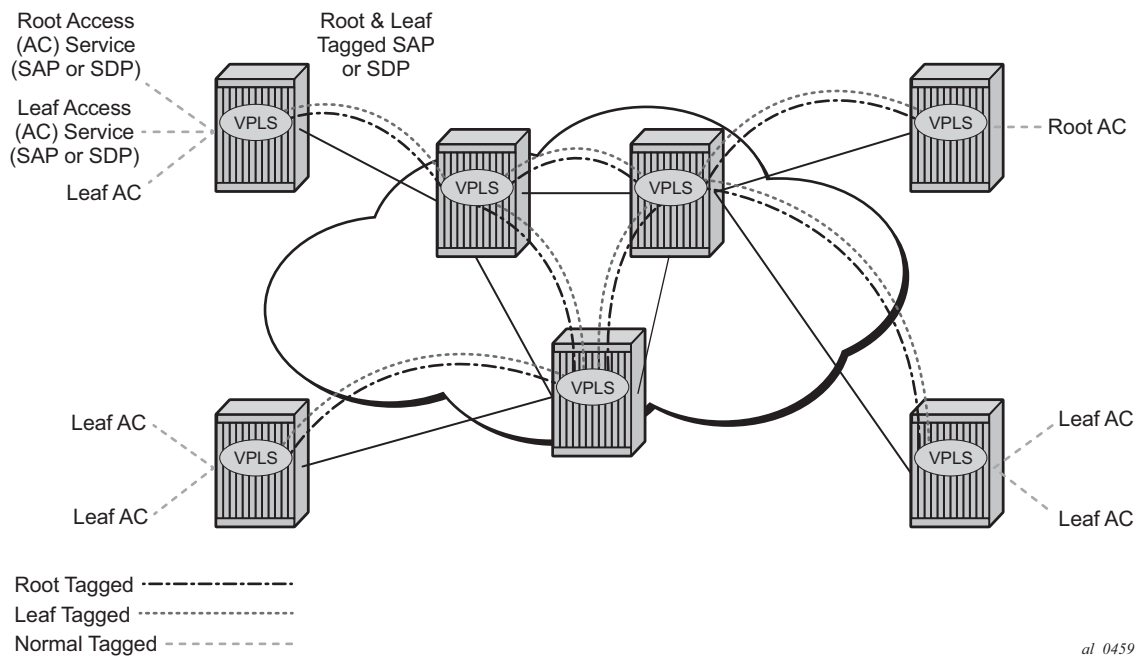 Root Access
(AC) Service
(SAP or SDP)
Root & Leaf
Tagged SAP
or SDP
Leaf Access
(AC) Service
(SAP or SDP)
Leaf AC
VPLS
VPLS
Root AC
VPLS
VPLS
VPLS
Leaf AC
Leaf AC
VPLS
VPLS
Leaf AC
Leaf AC
Root Tagged
Leaf Tagged
Normal Tagged
al_0459